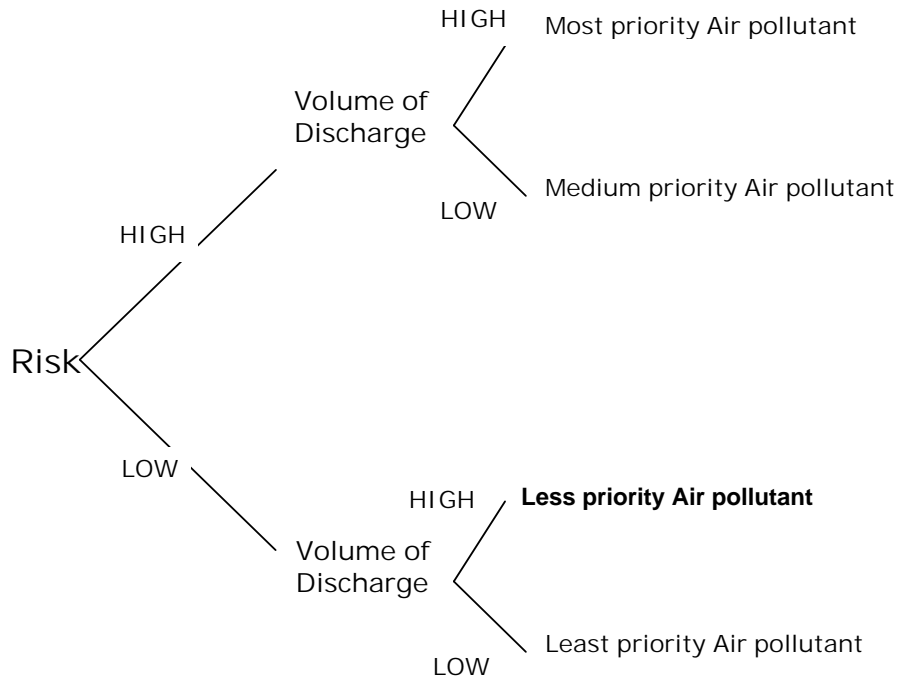 HIGH Most priority Air pollutant
Volume of
Discharge
LOW Medium priority Air pollutant
HIGH
Risk
LOW
HIGH Less priority Air pollutant
Volume of
Discharge
LOW Least priority Air pollutant